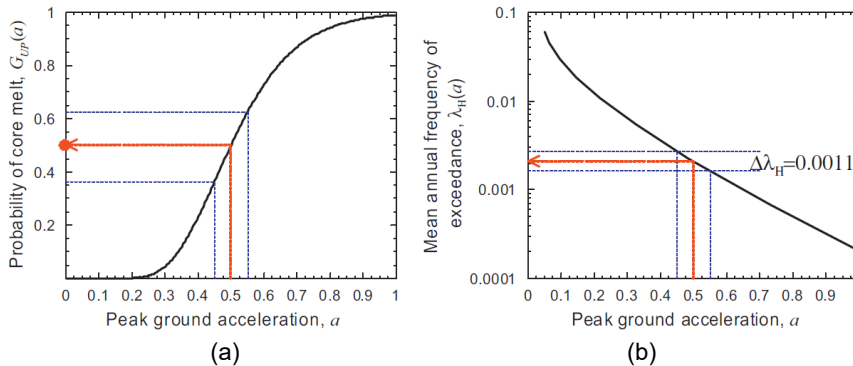 Probability of core melt, G_UP(a)
1
0.8
0.6
0.4
0.2
0 0.1 0.2 0.3 0.4 0.5 0.6 0.7 0.8 0.9 1
Peak ground acceleration, a
(a)
Mean annual frequency of
exceedance, λ_H(a)
0.1
0.01
0.001
0.0001
Δλ_H=0.0011
0 0.1 0.2 0.3 0.4 0.5 0.6 0.7 0.8 0.9
Peak ground acceleration, a
(b)